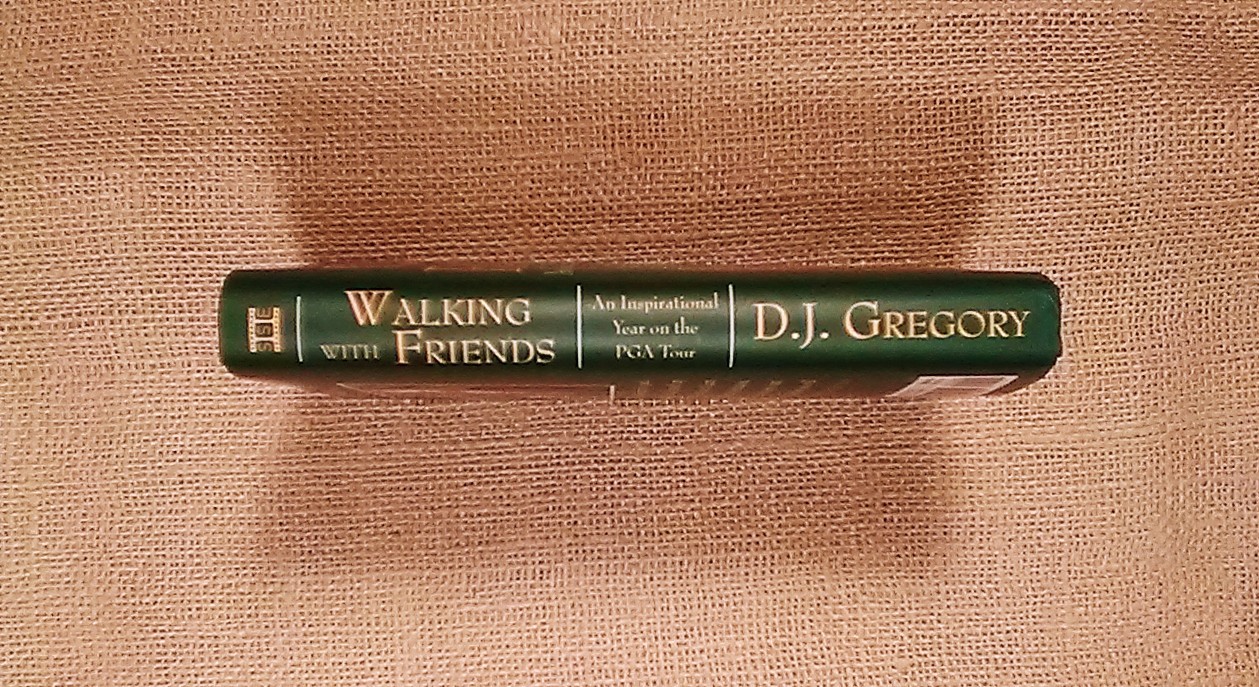 WALKING
WITH FRIENDS
An Inspirational
Year on the
PGA Tour
D.J. GREGORY